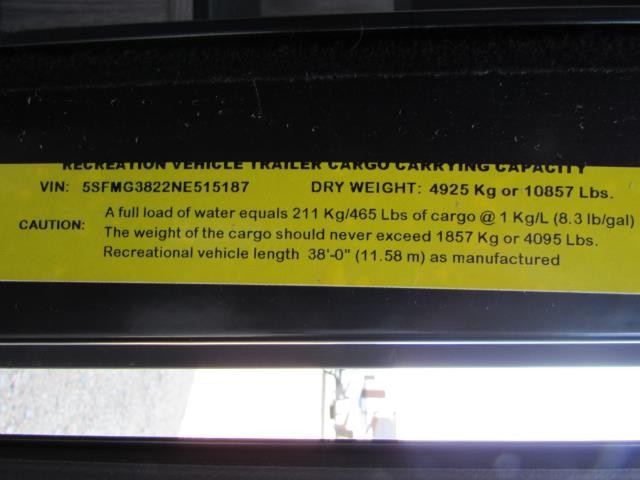 RECREATION VEHICLE TRAILER CARGO CARRYING CAPACITY
VIN: 5SFMG3822NE515187 DRY WEIGHT: 4925 Kg or 10857 Lbs.
CAUTION: A full load of water equals 211 Kg/465 Lbs of cargo @ 1 Kg/L (8.3 lb/gal)
The weight of the cargo should never exceed 1857 Kg or 4095 Lbs.
Recreational vehicle length 38'-0" (11.58 m) as manufactured